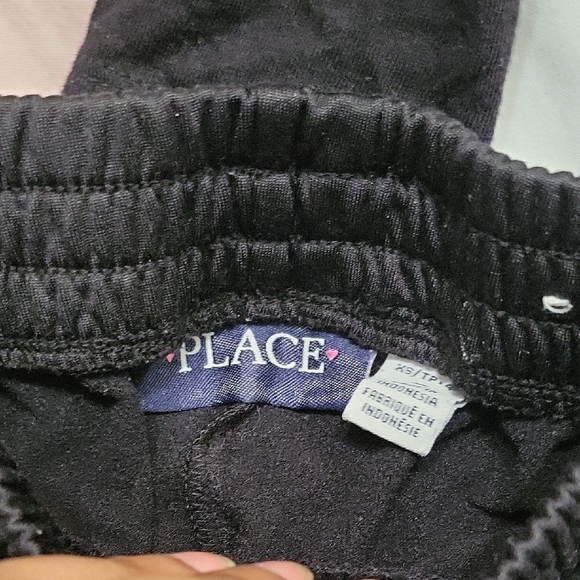 PLACE
XS/TP
INDONESIA
FABRIQUÉ EN
INDONÉSIE